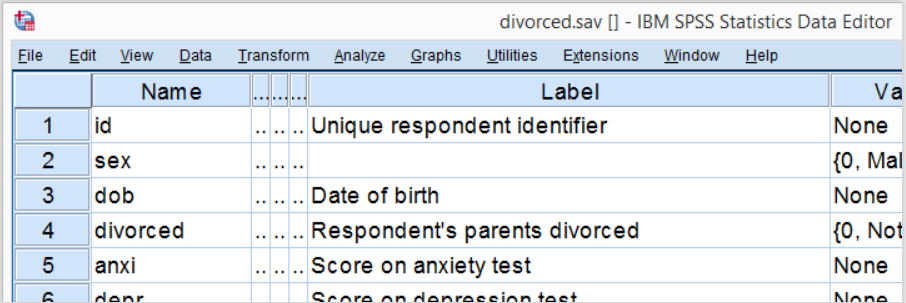 divorced.sav [] - IBM SPSS Statistics Data Editor
File Edit View Data Transform Analyze Graphs Utilities Extensions Window Help
Name ... ... ... Label Va
1 id .. .. .. Unique respondent identifier None
2 sex .. .. .. {0, Mal
3 dob .. .. .. Date of birth None
4 divorced .. .. .. Respondent's parents divorced {0, Not
5 anxi .. .. .. Score on anxiety test None
6 depr .. .. .. Score on depression test None